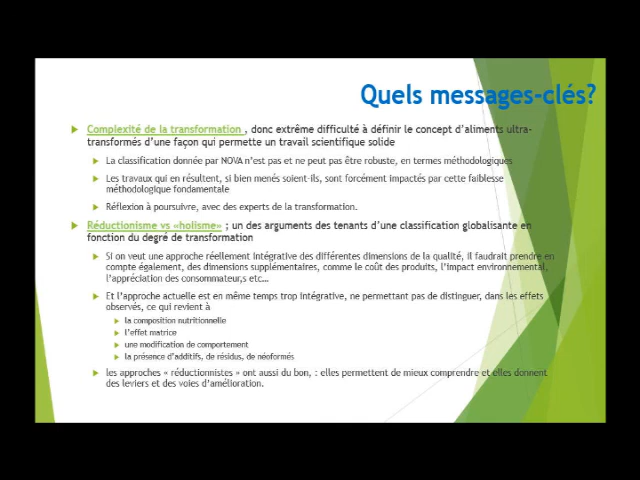 Quels messages-clés?
Complexité de la transformation , donc extrême difficulté à définir le concept d'aliments ultra-
transformés d'une façon qui permette un travail scientifique solide
La classification donnée par NOVA n'est pas et ne peut pas être robuste, en termes méthodologiques
Les travaux qui en résultent, si bien menés soient-ils, sont forcément impactés par cette faiblesse
méthodologique fondamentale
Réflexion à poursuivre, avec des experts de la transformation.
Réductionisme vs «holisme» ; un des arguments des tenants d'une classification globalisante en
fonction du degré de transformation
Si on veut une approche réellement intégrative des différentes dimensions de la qualité, il faudrait prendre en
compte également, des dimensions supplémentaires, comme le coût des produits, l'impact environnemental,
l'appréciation des consommateur,s etc…
Et l'approche actuelle est en même temps trop intégrative, ne permettant pas de distinguer, dans les effets
observés, ce qui revient à
la composition nutritionnelle
l'effet matrice
une modification de comportement
la présence d'additifs, de résidus, de néoformés
les approches « réductionnistes » ont aussi du bon, : elles permettent de mieux comprendre et elles donnent
des leviers et des voies d'amélioration.